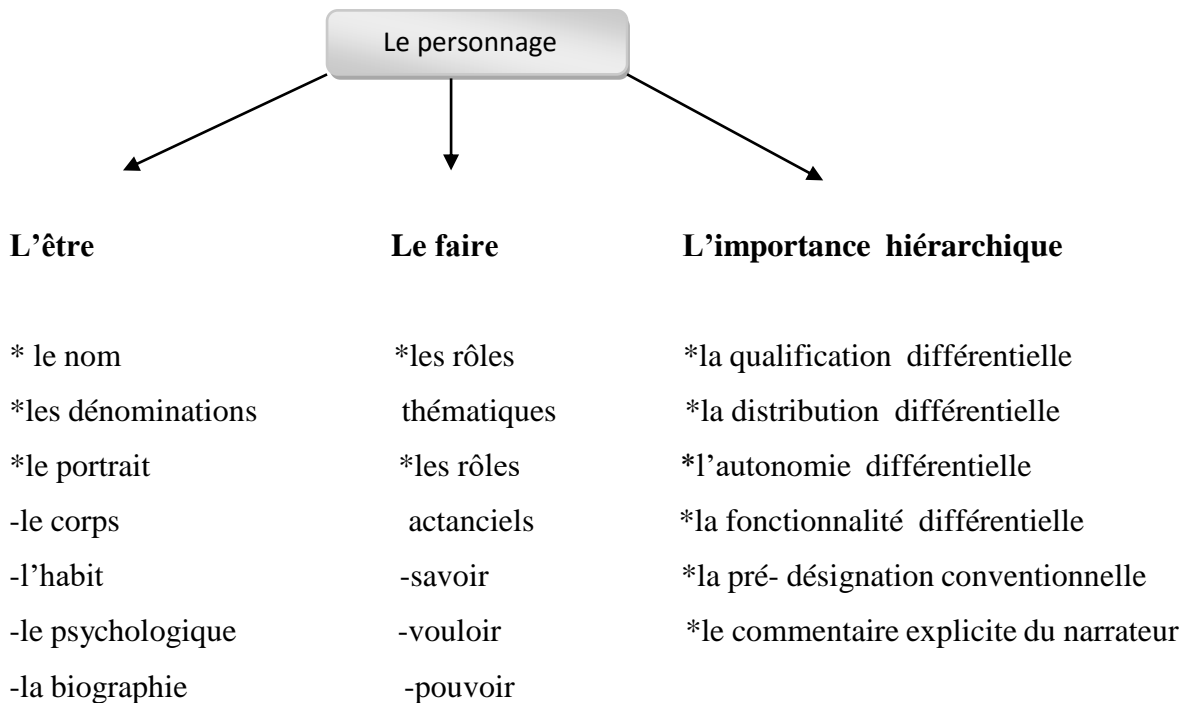 Le personnage
L’être
Le faire
L’importance hiérarchique
* le nom
*les dénominations
*le portrait
-le corps
-l’habit
-le psychologique
-la biographie
*les rôles
thématiques
*les rôles
actanciels
-savoir
-vouloir
-pouvoir
*la qualification différentielle
*la distribution différentielle
*l’autonomie différentielle
*la fonctionnalité différentielle
*la pré- désignation conventionnelle
*le commentaire explicite du narrateur